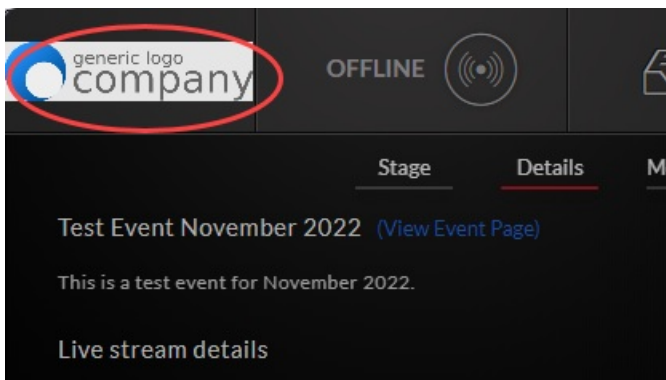 generic logo
company
OFFLINE
Stage Details
Test Event November 2022 (View Event Page)
This is a test event for November 2022.
Live stream details